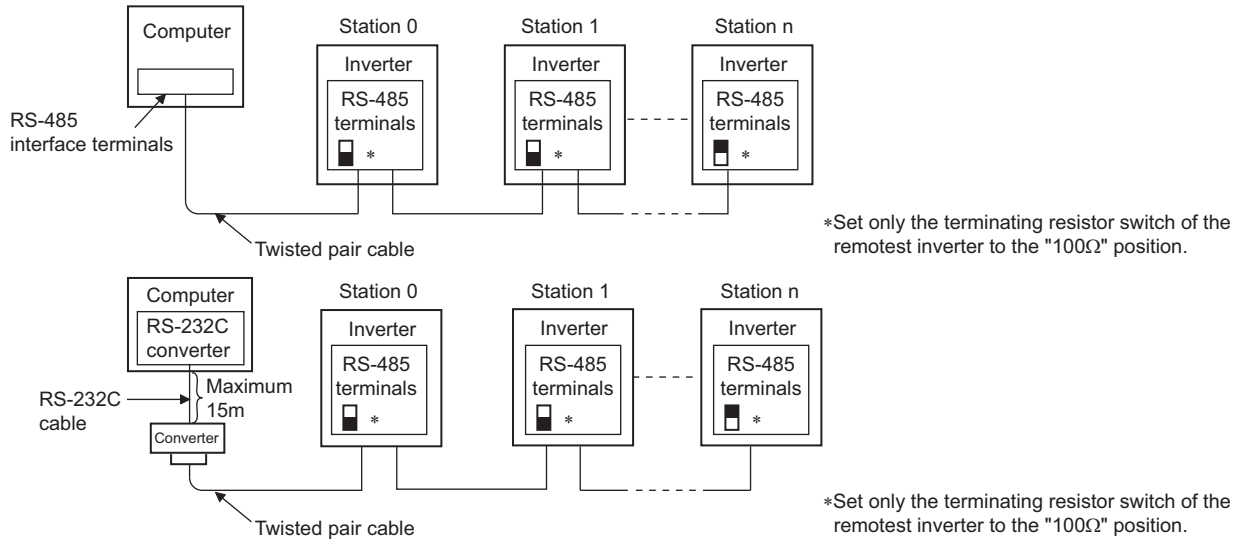 Computer
Station 0
Station 1
Station n
Inverter
Inverter
Inverter
RS-485
terminals
RS-485
terminals
RS-485
terminals
*
*
*
RS-485
interface terminals
Twisted pair cable
*Set only the terminating resistor switch of the
remotest inverter to the "100Ω" position.
Computer
RS-232C
converter
Station 0
Station 1
Station n
Inverter
Inverter
Inverter
RS-485
terminals
RS-485
terminals
RS-485
terminals
*
*
*
RS-232C
cable
Maximum
15m
Converter
Twisted pair cable
*Set only the terminating resistor switch of the
remotest inverter to the "100Ω" position.